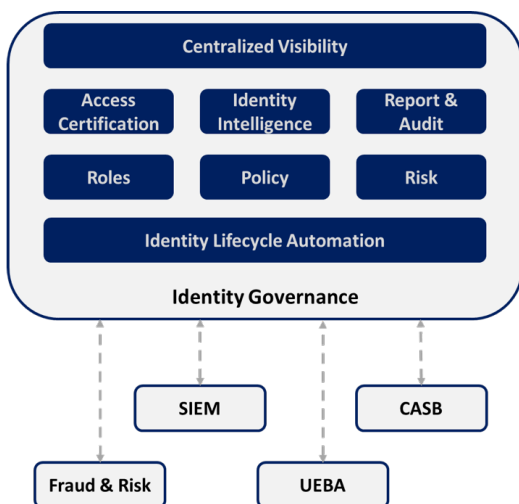 Centralized Visibility
Access
Certification
Identity
Intelligence
Report &
Audit
Roles
Policy
Risk
Identity Lifecycle Automation
Identity Governance
SIEM
CASB
Fraud & Risk
UEBA